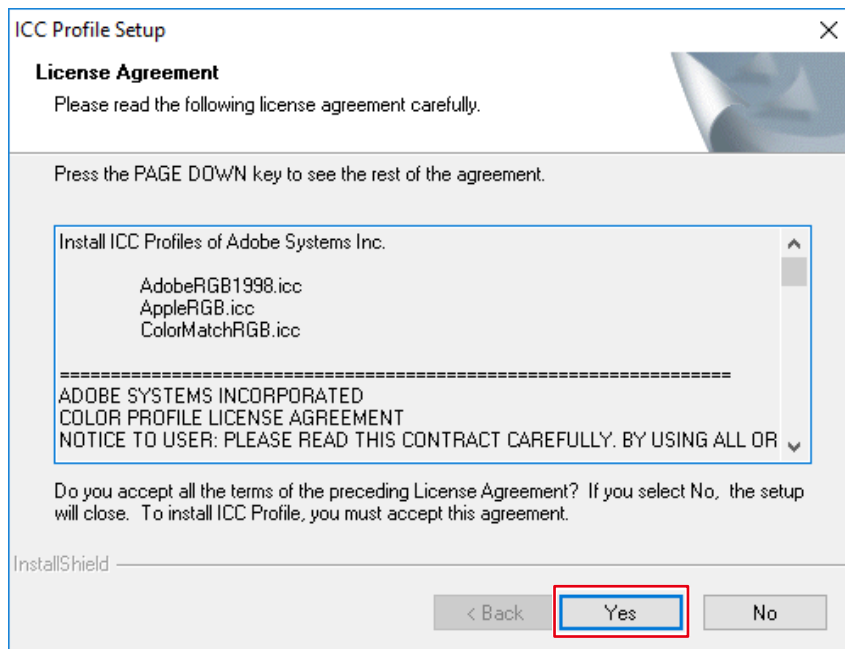 ICC Profile Setup
License Agreement
Please read the following license agreement carefully.
Press the PAGE DOWN key to see the rest of the agreement.
Install ICC Profiles of Adobe Systems Inc.
AdobeRGB1998.icc
AppleRGB.icc
ColorMatchRGB.icc
==================================================================
ADOBE SYSTEMS INCORPORATED
COLOR PROFILE LICENSE AGREEMENT
NOTICE TO USER: PLEASE READ THIS CONTRACT CAREFULLY. BY USING ALL OR
Do you accept all the terms of the preceding License Agreement? If you select No, the setup
will close. To install ICC Profile, you must accept this agreement.
InstallShield
< Back Yes No